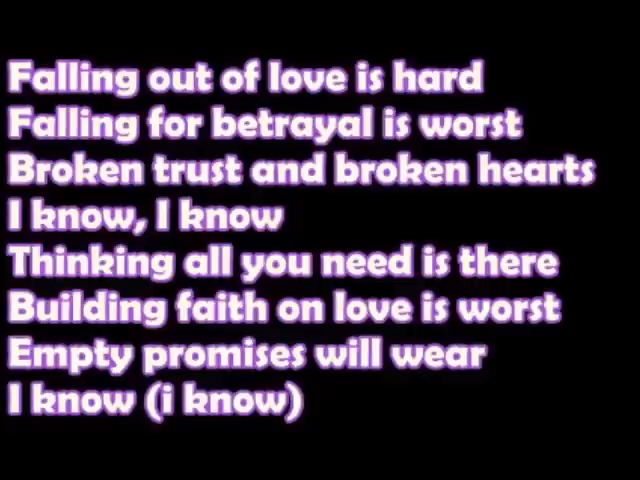 Falling out of love is hard
Falling for betrayal is worst
Broken trust and broken hearts
I know, I know
Thinking all you need is there
Building faith on love is worst
Empty promises will wear
I know (i know)